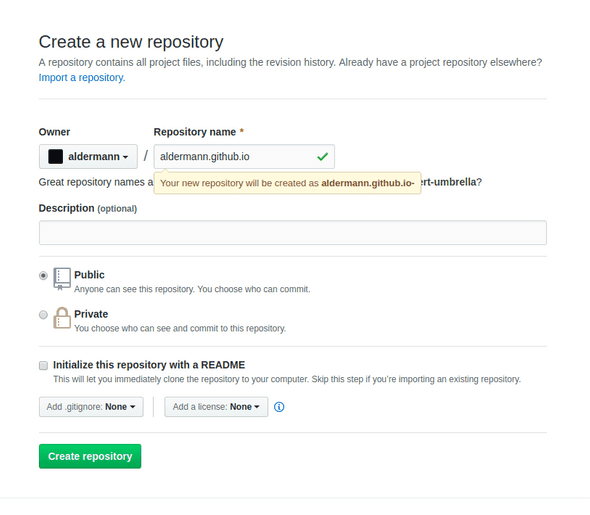 Create a new repository
A repository contains all project files, including the revision history. Already have a project repository elsewhere?
Import a repository.
Owner
Repository name *
aldermann
/
aldermann.github.io
Great repository names a
ert-umbrella?
Your new repository will be created as aldermann.github.io-
Description (optional)
Public
Anyone can see this repository. You choose who can commit.
Private
You choose who can see and commit to this repository.
Initialize this repository with a README
This will let you immediately clone the repository to your computer. Skip this step if you're importing an existing repository.
Add .gitignore: None
Add a license: None
Create repository